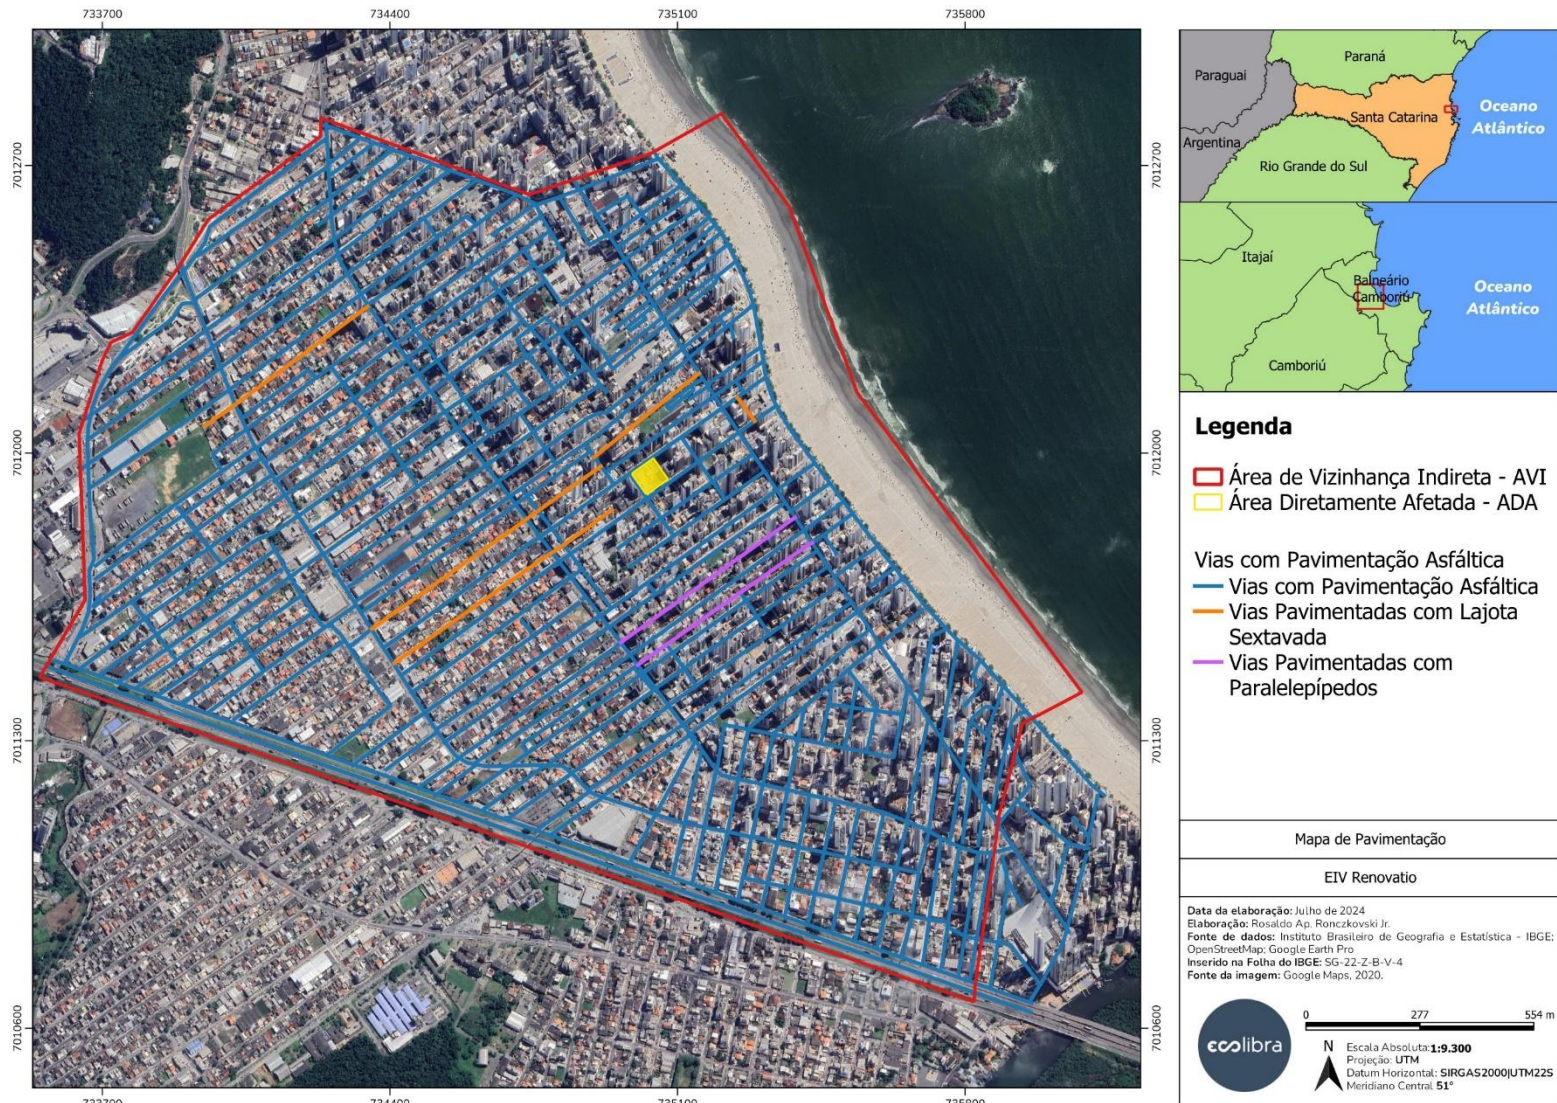 733700
734400
735100
735800
7012700
7012000
7011300
7010600
7012700
7012000
7011300
7010600
733700
734400
735100
735800
Paraguai
Paraná
Santa Catarina
Oceano
Atlântico
Argentina
Rio Grande do Sul
Itajaí
Balneário
Camboriú
Oceano
Atlântico
Camboriú
Legenda
Área de Vizinhança Indireta - AVI
Área Diretamente Afetada - ADA
Vias com Pavimentação Asfáltica
Vias com Pavimentação Asfáltica
Vias Pavimentadas com Lajota
Sextavada
Vias Pavimentadas com
Paralelepípedos
Mapa de Pavimentação
EIV Renovatio
Data da elaboração: Julho de 2024
Elaboração: Rosaldo Ap. Ronczkovski Jr.
Fonte de dados: Instituto Brasileiro de Geografia e Estatística - IBGE;
OpenStreetMap; Google Earth Pro
Inserido na Folha do IBGE: SG-22-Z-B-V-4
Fonte da imagem: Google Maps, 2020.
ecolibra
0 277 554 m
N
Escala Absoluta:1:9.300
Projeção: UTM
Datum Horizontal: SIRGAS2000|UTM22S
Meridiano Central 51°